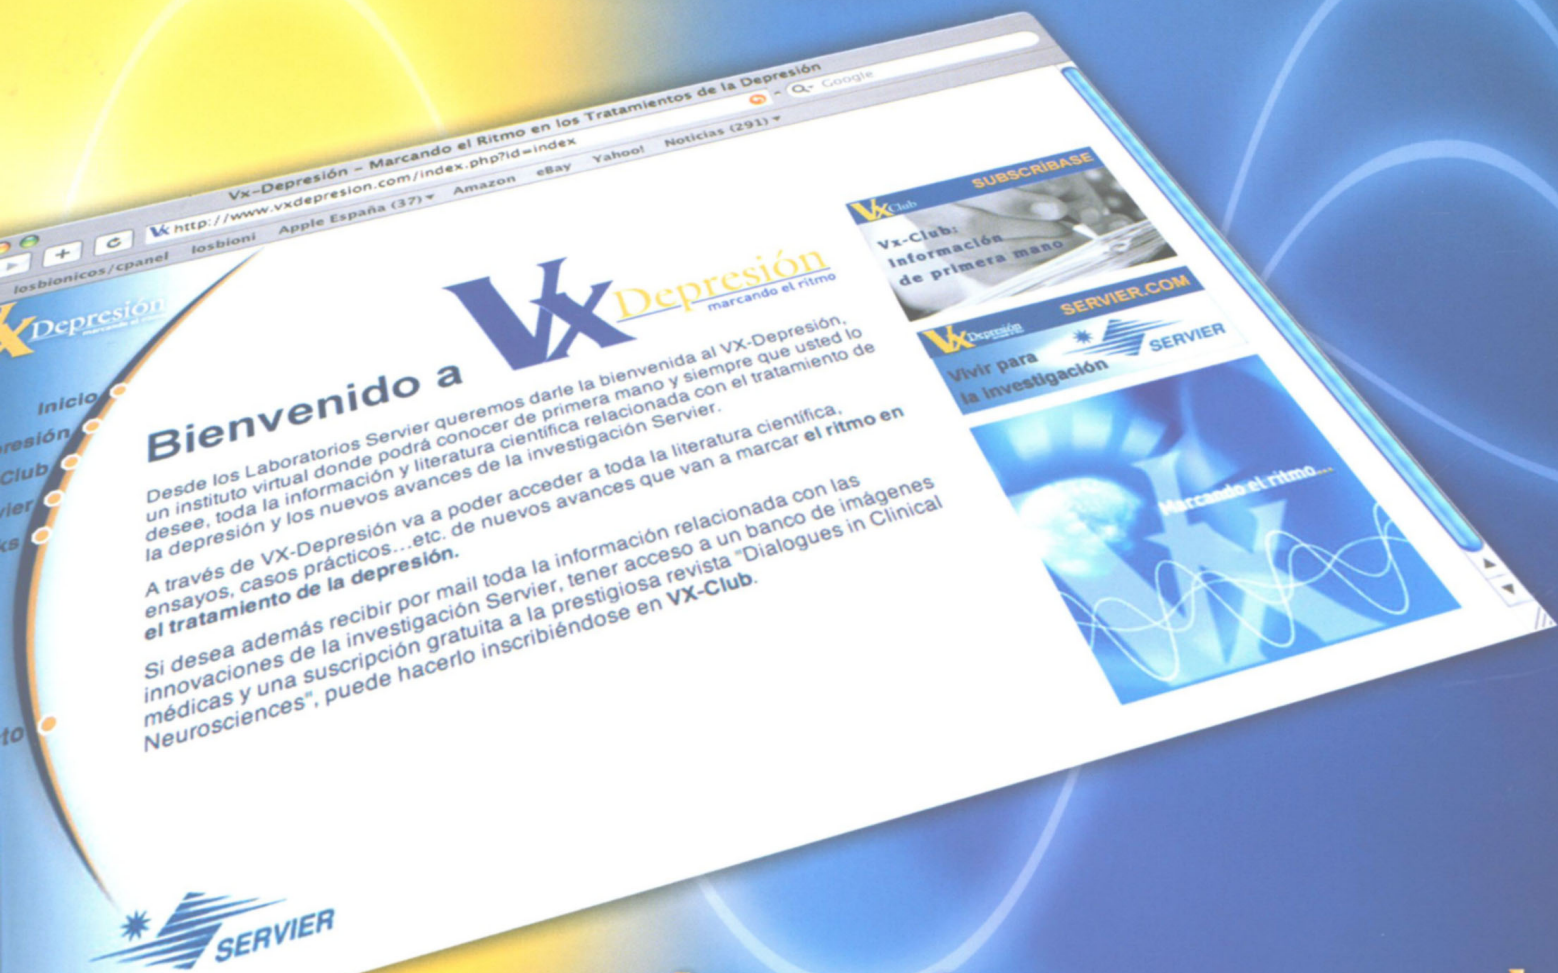 Vx-Depresión – Marcando el Ritmo en los Tratamientos de la Depresión
http://www.vxdepresion.com/index.php?id=index
Google
losbionicos/cpanel losbioni Apple España (37) Amazon eBay Yahoo! Noticias (291)
Depresión
marcando el ritmo
Inicio
Club
Bienvenido a
Vx Depresión
marcando el ritmo
Desde los Laboratorios Servier queremos darle la bienvenida al VX-Depresión,
un instituto virtual donde podrá conocer de primera mano y siempre que usted lo
desee, toda la información y literatura científica relacionada con el tratamiento de
la depresión y los nuevos avances de la investigación Servier.
A través de VX-Depresión va a poder acceder a toda la literatura científica,
ensayos, casos prácticos...etc. de nuevos avances que van a marcar el ritmo en
el tratamiento de la depresión.
Si desea además recibir por mail toda la información relacionada con las
innovaciones de la investigación Servier, tener acceso a un banco de imágenes
médicas y una suscripción gratuita a la prestigiosa revista "Dialogues in Clinical
Neurosciences", puede hacerlo inscribiéndose en VX-Club.
SUBSCRÍBASE
Vx Club
Vx-Club:
Información
de primera mano
SERVIER.COM
Vx Depresión
SERVIER
Vivir para
la investigación
Marcando el ritmo...
Vx
SERVIER